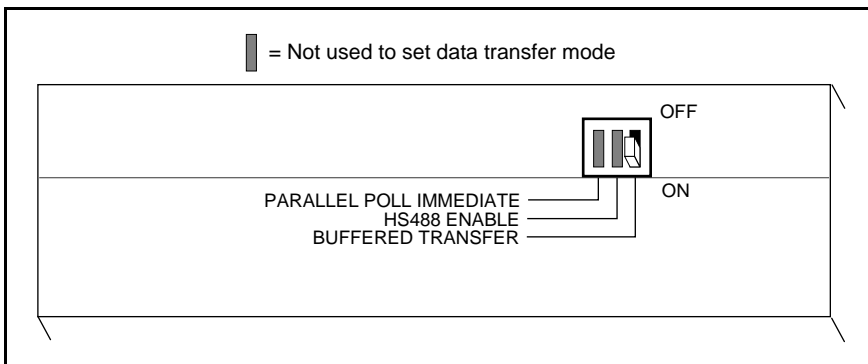 = Not used to set data transfer mode
OFF
ON
PARALLEL POLL IMMEDIATE
HS488 ENABLE
BUFFERED TRANSFER